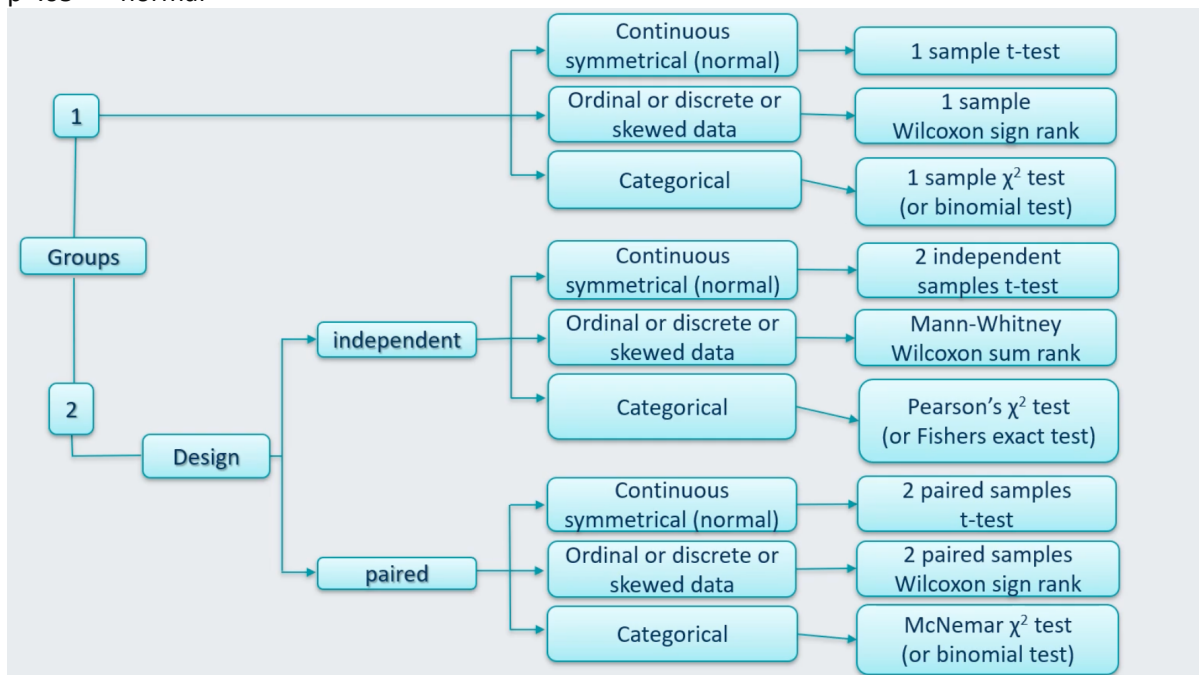 1
Groups
2
Design
independent
paired
Continuous
symmetrical (normal)
1 sample t-test
Ordinal or discrete or
skewed data
1 sample
Wilcoxon sign rank
Categorical
1 sample χ² test
(or binomial test)
Continuous
symmetrical (normal)
2 independent
samples t-test
Ordinal or discrete or
skewed data
Mann-Whitney
Wilcoxon sum rank
Categorical
Pearson's χ² test
(or Fishers exact test)
Continuous
symmetrical (normal)
2 paired samples
t-test
Ordinal or discrete or
skewed data
2 paired samples
Wilcoxon sign rank
Categorical
McNemar χ² test
(or binomial test)